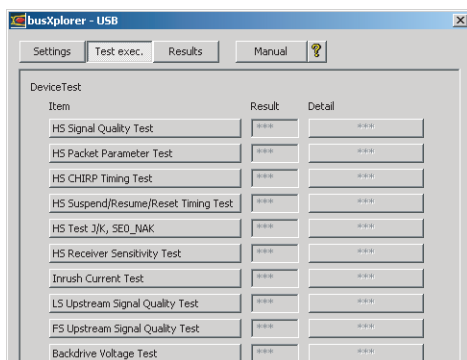 busXplorer - USB
Settings Test exec. Results Manual ?
DeviceTest
Item Result Detail
HS Signal Quality Test *** ***
HS Packet Parameter Test *** ***
HS CHIRP Timing Test *** ***
HS Suspend/Resume/Reset Timing Test *** ***
HS Test J/K, SE0_NAK *** ***
HS Receiver Sensitivity Test *** ***
Inrush Current Test *** ***
LS Upstream Signal Quality Test *** ***
FS Upstream Signal Quality Test *** ***
Backdrive Voltage Test *** ***